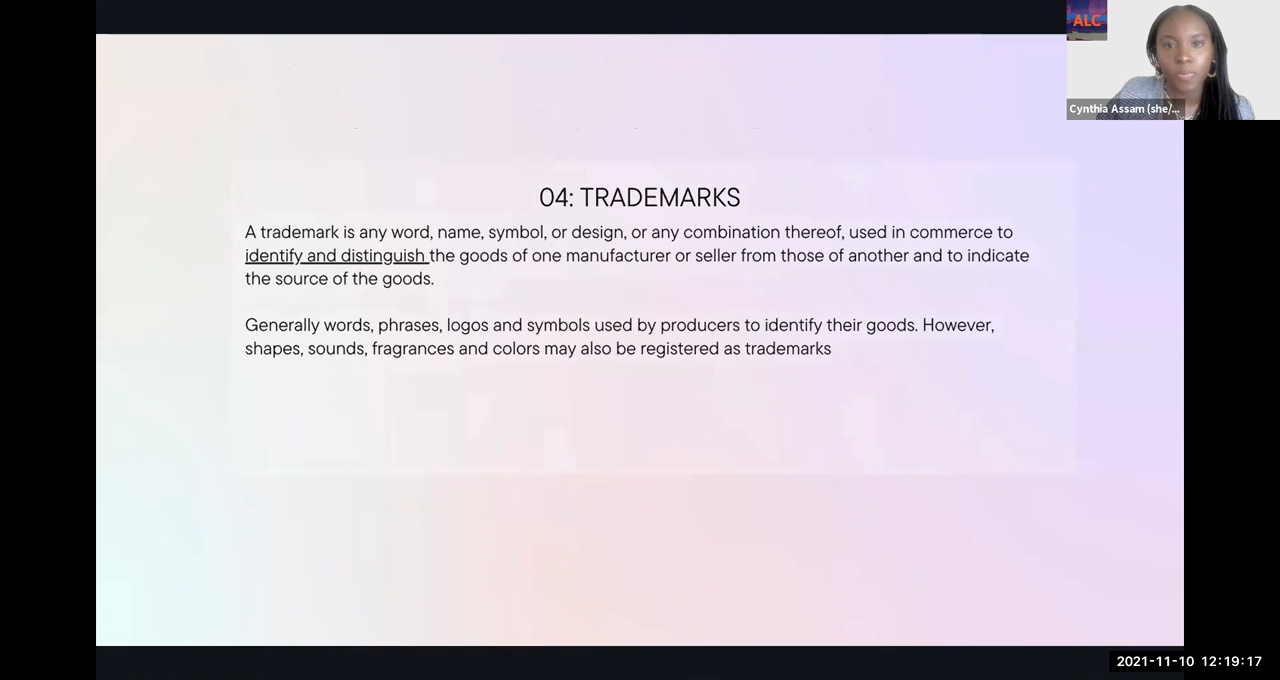 ALC
Cynthia Assam (she/...
04: TRADEMARKS
A trademark is any word, name, symbol, or design, or any combination thereof, used in commerce to
identify and distinguish the goods of one manufacturer or seller from those of another and to indicate
the source of the goods.
Generally words, phrases, logos and symbols used by producers to identify their goods. However,
shapes, sounds, fragrances and colors may also be registered as trademarks
2021-11-10 12:19:17